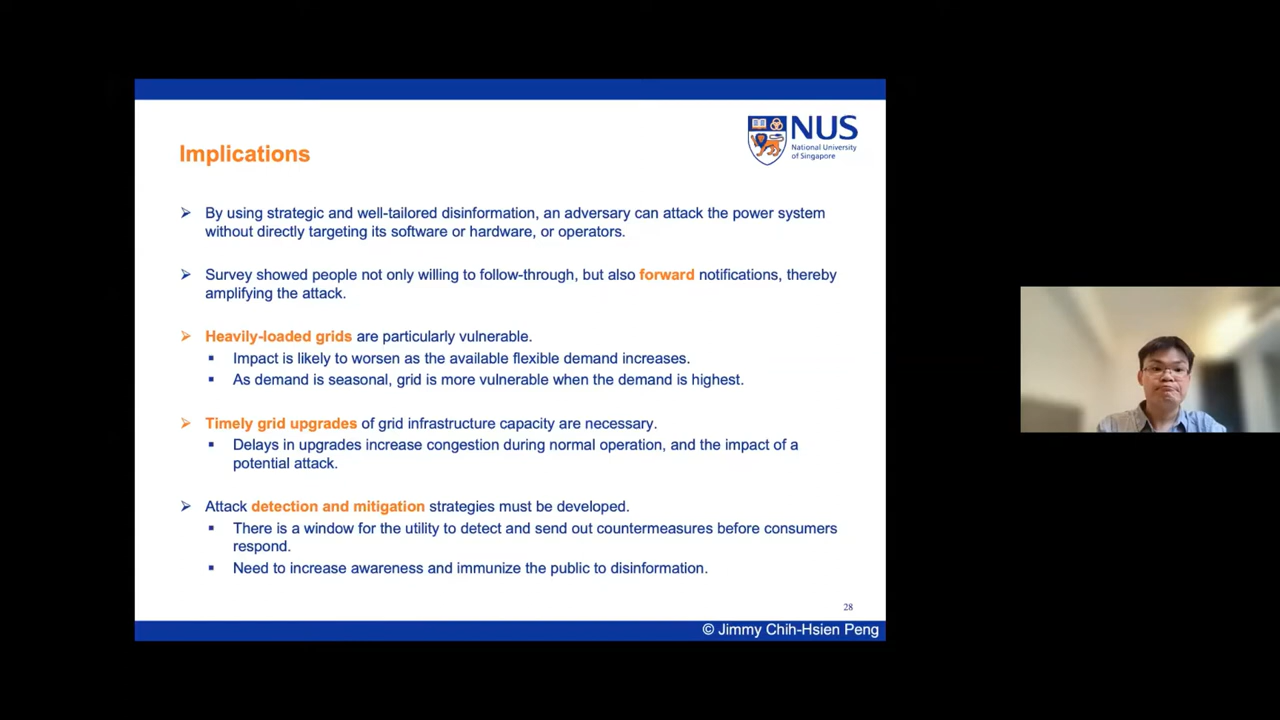 NUS
National University
of Singapore
Implications
➢ By using strategic and well-tailored disinformation, an adversary can attack the power system
without directly targeting its software or hardware, or operators.
➢ Survey showed people not only willing to follow-through, but also forward notifications, thereby
amplifying the attack.
➢ Heavily-loaded grids are particularly vulnerable.
▪ Impact is likely to worsen as the available flexible demand increases.
▪ As demand is seasonal, grid is more vulnerable when the demand is highest.
➢ Timely grid upgrades of grid infrastructure capacity are necessary.
▪ Delays in upgrades increase congestion during normal operation, and the impact of a
potential attack.
➢ Attack detection and mitigation strategies must be developed.
▪ There is a window for the utility to detect and send out countermeasures before consumers
respond.
▪ Need to increase awareness and immunize the public to disinformation.
28
© Jimmy Chih-Hsien Peng